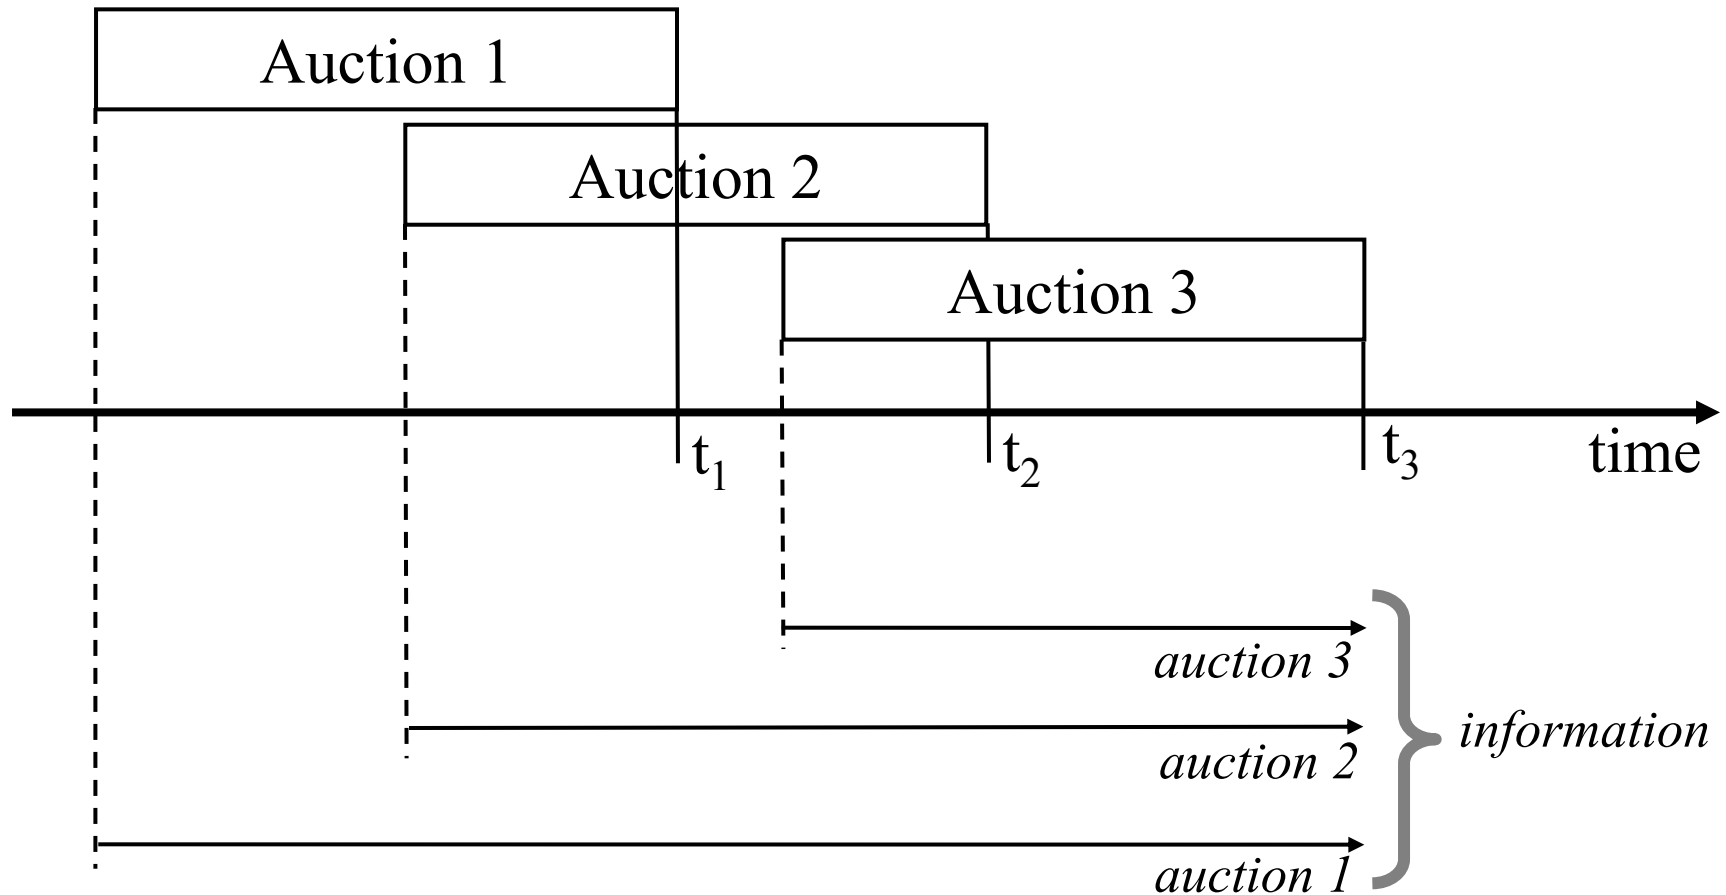 Auction 1
Auction 2
Auction 3
t₁ t₂ t₃ time
auction 3
information
auction 2
auction 1